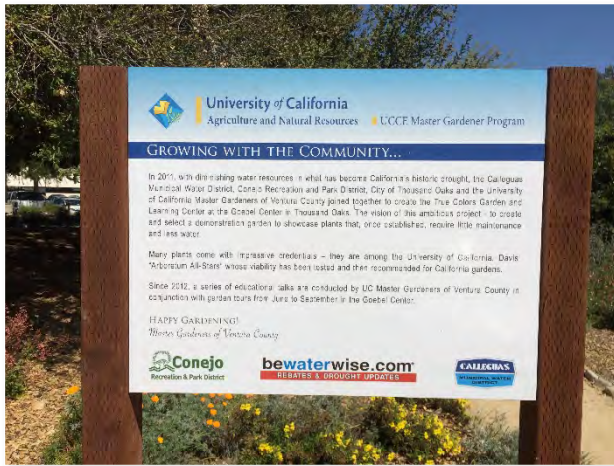 University of California
Agriculture and Natural Resources UCCE Master Gardener Program
GROWING WITH THE COMMUNITY...
In 2011, with diminishing water resources in what has become California's historic drought, the Calleguas
Municipal Water District, Conejo Recreation and Park District, City of Thousand Oaks and the University
of California Master Gardeners of Ventura County joined together to create the True Colors Garden and
Learning Center at the Goebel Center in Thousand Oaks. The vision of this ambitious project - to create
and select a demonstration garden to showcase plants that, once established, require little maintenance
and less water.
Many plants come with impressive credentials – they are among the University of California, Davis
"Arboretum All-Stars" whose viability has been tested and then recommended for California gardens.
Since 2012, a series of educational talks are conducted by UC Master Gardeners of Ventura County in
conjunction with garden tours from June to September in the Goebel Center.
HAPPY GARDENING!
Master Gardeners of Ventura County
Conejo
Recreation & Park District
bewaterwise.com®
REBATES & DROUGHT UPDATES
CALLEGUAS
MUNICIPAL WATER
DISTRICT